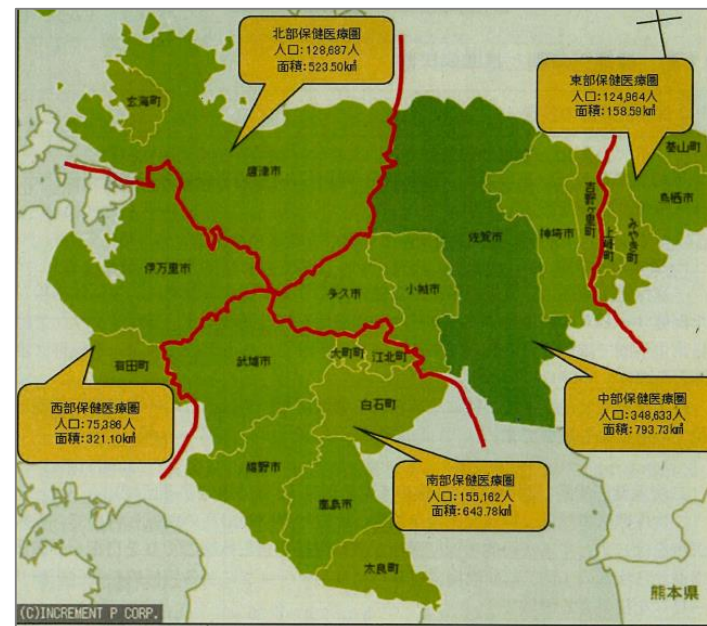 北部保健医療圏
人口：128,687人
面積：523.50㎢
東部保健医療圏
人口：124,964人
面積：158.59㎢
玄海町
基山町
唐津市
鳥栖市
吉野ヶ里町
みやき町
佐賀市
神埼市
上峰町
伊万里市
多久市
小城市
有田町
武雄市
大町町
江北町
白石町
西部保健医療圏
人口：75,386人
面積：321.10㎢
中部保健医療圏
人口：348,633人
面積：793.73㎢
嬉野市
南部保健医療圏
人口：155,162人
面積：643.78㎢
鹿島市
太良町
熊本県
(C)INCREMENT P CORP.